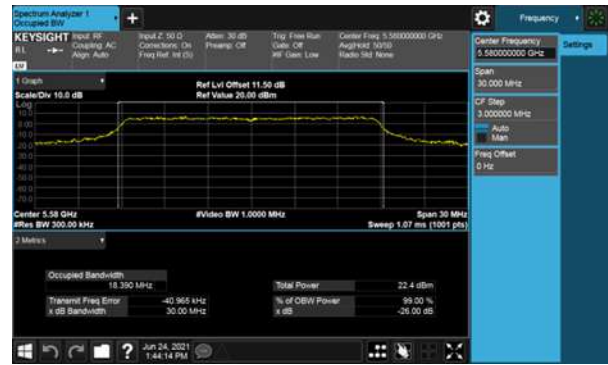 Spectrum Analyzer 1
Occupied BW
Frequency
KEYSIGHT
Input: RF
Coupling: AC
Align: Auto
Input Z: 50 Ω
Corrections: On
Freq Ref: Int (S)
Atten: 30 dB
Preamp: Off
Trig: Free Run
Gate: Off
#IF Gain: Low
Center Freq: 5.580000000 GHz
Avg|Hold: 50/50
Radio Std: None
Center Frequency
5.580000000 GHz
Settings
Span
30.000 MHz
CF Step
3.000000 MHz
Auto
Man
Freq Offset
0 Hz
1 Graph
Scale/Div 10.0 dB
Ref Lvl Offset 11.50 dB
Ref Value 20.00 dBm
Log
10.0
Center 5.58 GHz
#Res BW 300.00 kHz
#Video BW 1.0000 MHz
Span 30 MHz
Sweep 1.07 ms (1001 pts)
2 Metrics
Occupied Bandwidth
18.390 MHz
Total Power
22.4 dBm
Transmit Freq Error
-40.965 kHz
% of OBW Power
99.00 %
x dB Bandwidth
30.00 MHz
x dB
-26.00 dB
Jun 24, 2021
1:44:14 PM